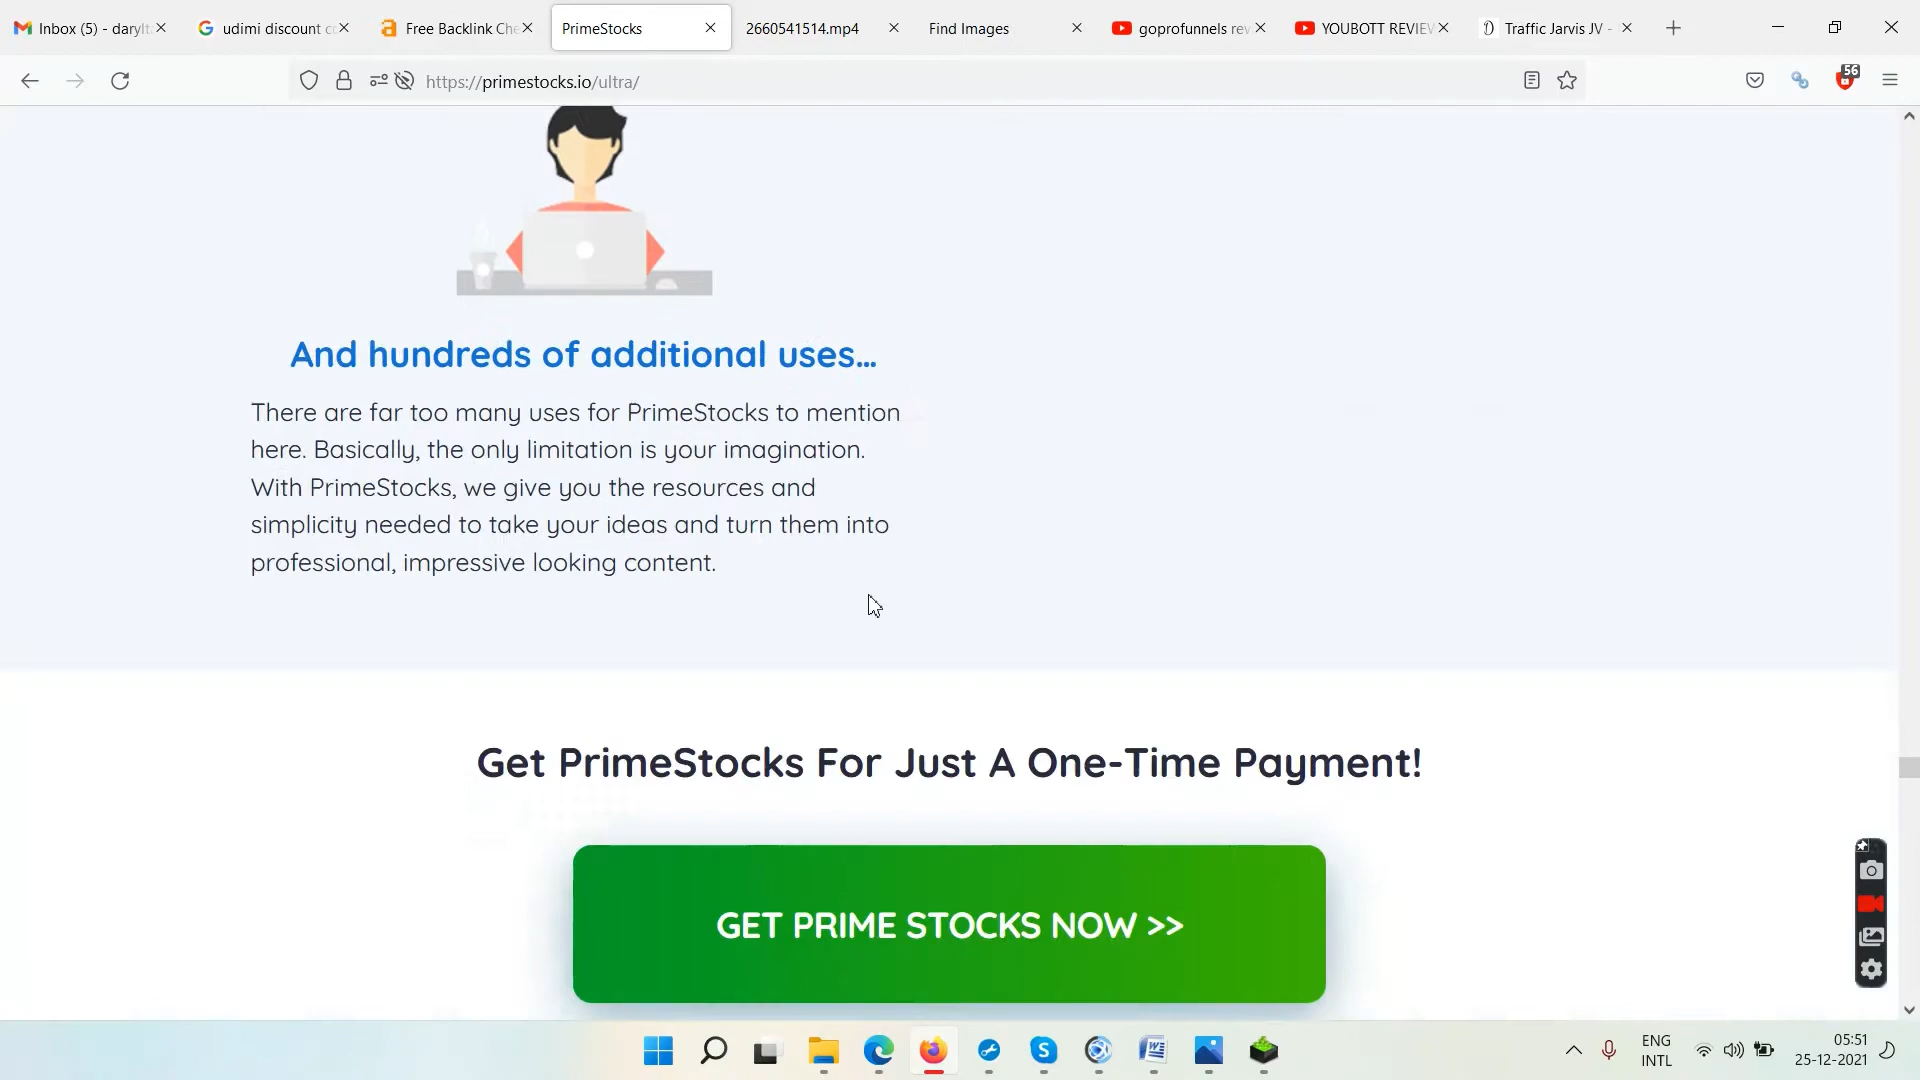 Inbox (5) - darylt
udimi discount co
Free Backlink Che
PrimeStocks
2660541514.mp4
Find Images
goprofunnels rev
YOUBOTT REVIEW
Traffic Jarvis JV -
https://primestocks.io/ultra/
56
And hundreds of additional uses...
There are far too many uses for PrimeStocks to mention
here. Basically, the only limitation is your imagination.
With PrimeStocks, we give you the resources and
simplicity needed to take your ideas and turn them into
professional, impressive looking content.
Get PrimeStocks For Just A One-Time Payment!
GET PRIME STOCKS NOW >>
ENG
INTL
05:51
25-12-2021